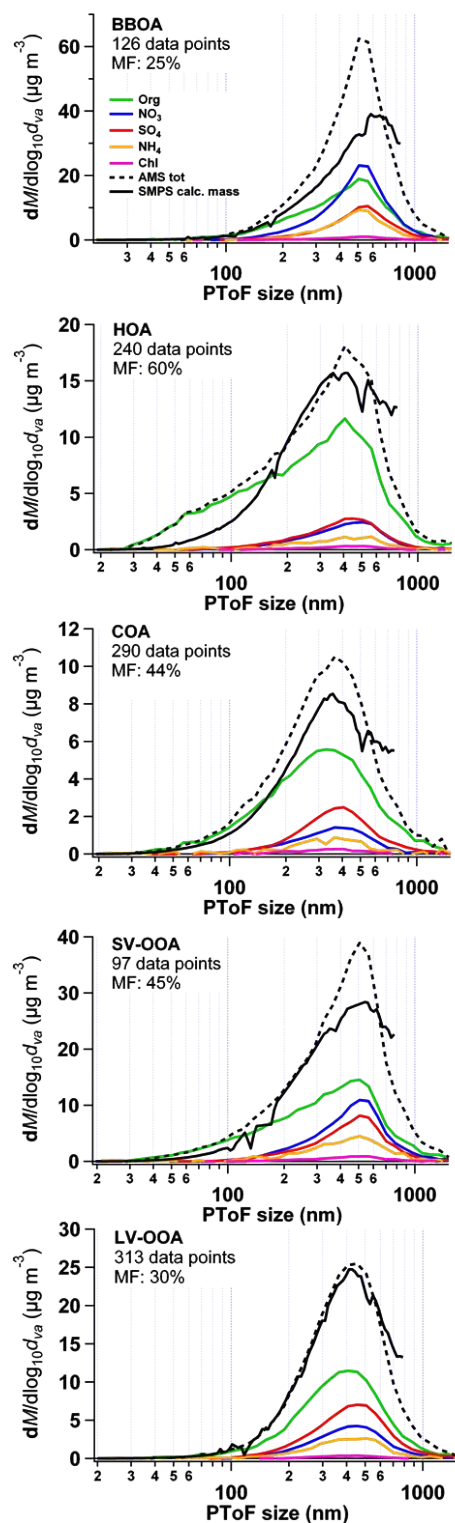 BBOA
126 data points
MF: 25%
60
40
20
0
Org
NO3
SO4
NH4
Chl
AMS tot
SMPS calc. mass
dM/dlog10dva (µg m−3)
3 4 5 6 100 2 3 4 5 6 1000
PToF size (nm)
HOA
240 data points
MF: 60%
20
15
10
5
0
dM/dlog10dva (µg m−3)
2 3 4 5 6 100 2 3 4 5 6 1000
PToF size (nm)
COA
290 data points
MF: 44%
12
10
8
6
4
2
0
dM/dlog10dva (µg m−3)
2 3 4 5 6 100 2 3 4 5 6 1000
PToF size (nm)
SV-OOA
97 data points
MF: 45%
40
30
20
10
0
dM/dlog10dva (µg m−3)
2 3 4 5 6 100 2 3 4 5 6 1000
PToF size (nm)
LV-OOA
313 data points
MF: 30%
25
20
15
10
5
0
dM/dlog10dva (µg m−3)
2 3 4 5 6 100 2 3 4 5 6 1000
PToF size (nm)